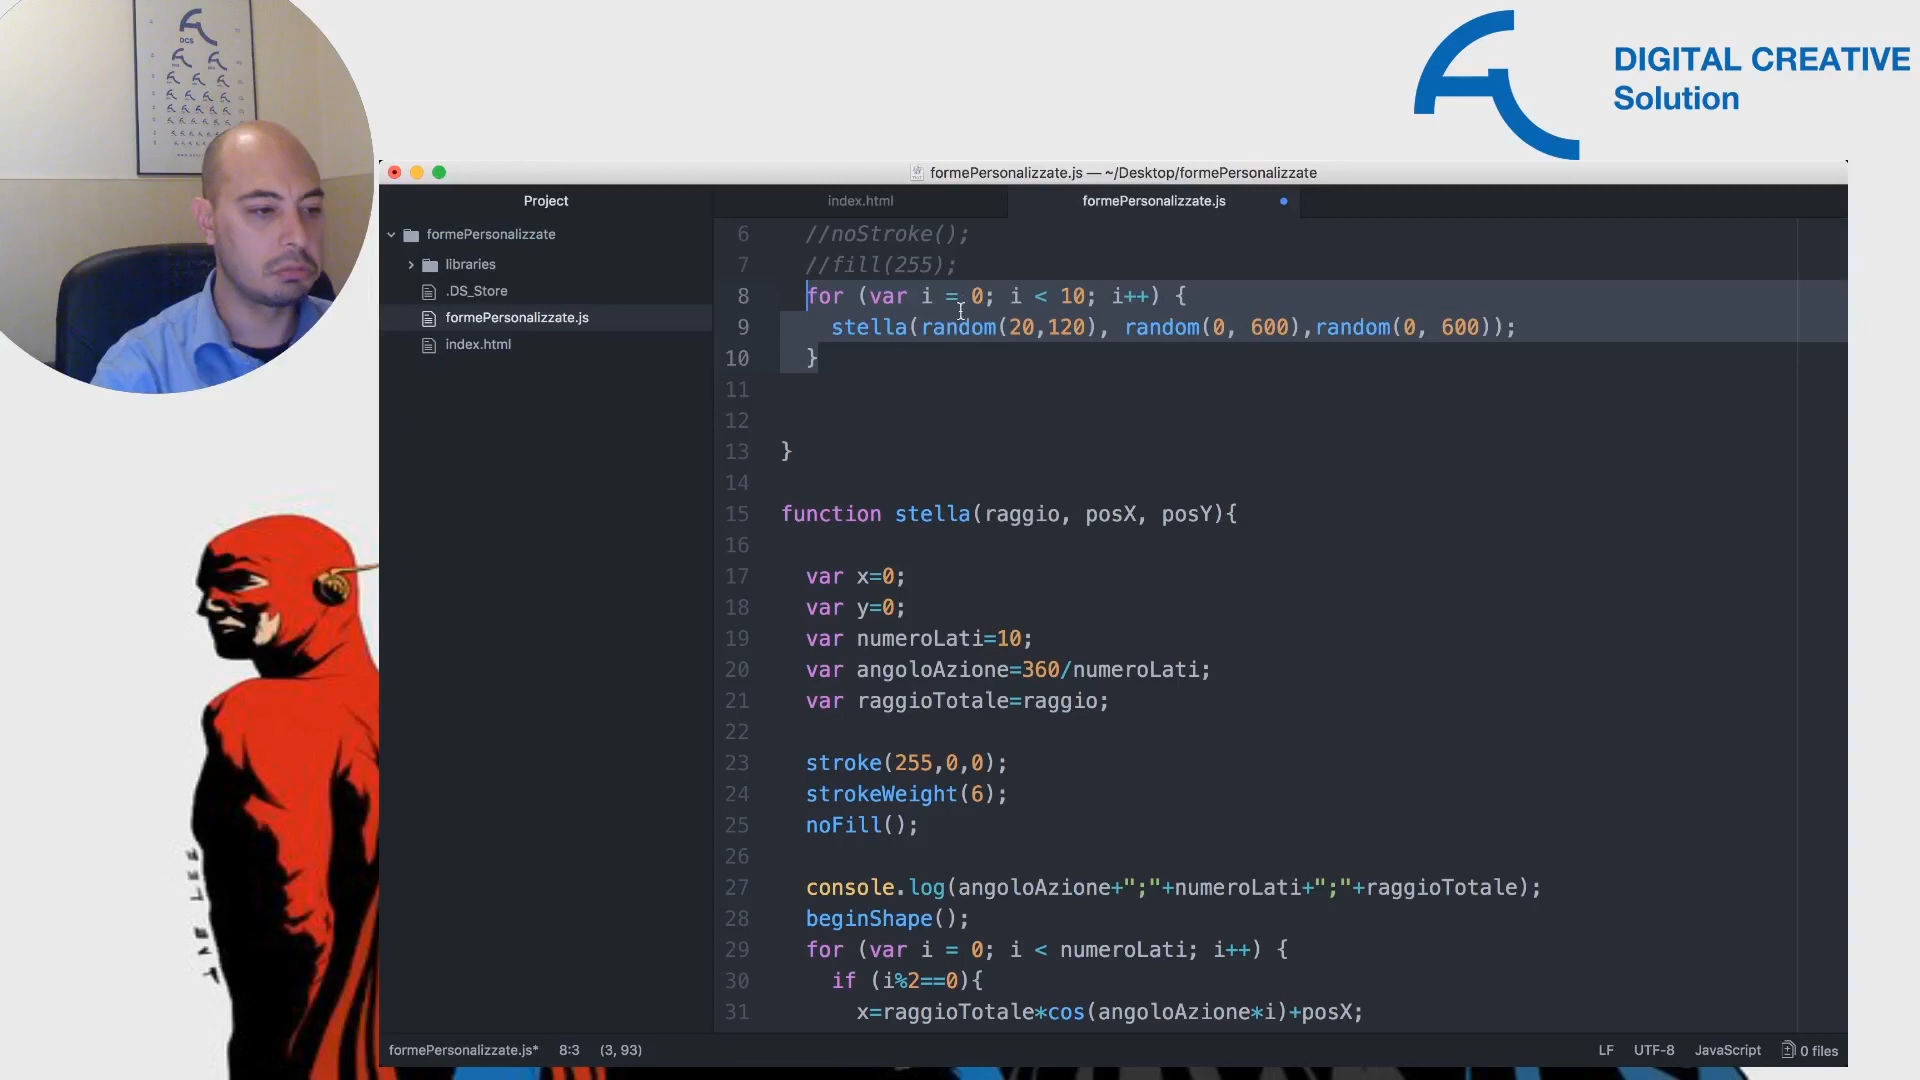 DCS
DIGITAL CREATIVE
Solution
formePersonalizzate.js — ~/Desktop/formePersonalizzate
Project
index.html
formePersonalizzate.js
formePersonalizzate
libraries
.DS_Store
formePersonalizzate.js
index.html
6 //noStroke();
7 //fill(255);
8 for (var i = 0; i < 10; i++) {
9 stella(random(20,120), random(0, 600),random(0, 600));
10 }
11
12
13 }
14
15 function stella(raggio, posX, posY){
16
17 var x=0;
18 var y=0;
19 var numeroLati=10;
20 var angoloAzione=360/numeroLati;
21 var raggioTotale=raggio;
22
23 stroke(255,0,0);
24 strokeWeight(6);
25 noFill();
26
27 console.log(angoloAzione+";"+numeroLati+";"+raggioTotale);
28 beginShape();
29 for (var i = 0; i < numeroLati; i++) {
30 if (i%2==0){
31 x=raggioTotale*cos(angoloAzione*i)+posX;
JAE LEE
formePersonalizzate.js* 8:3 (3, 93)
LF UTF-8 JavaScript 0 files